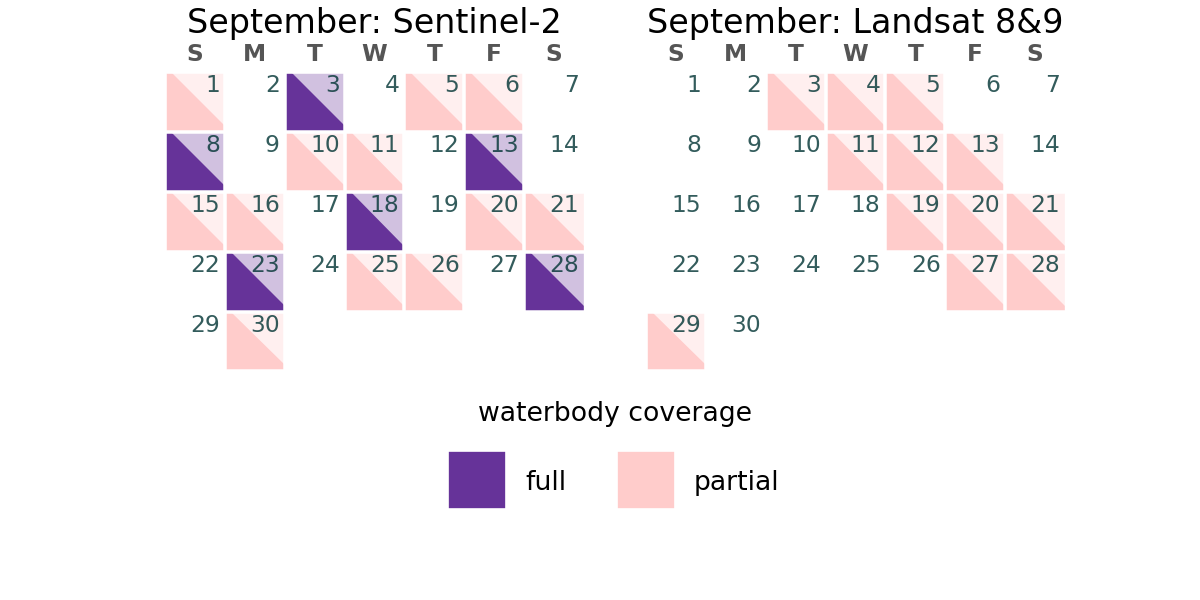 September: Sentinel-2
S M T W T F S
1 2 3 4 5 6 7
8 9 10 11 12 13 14
15 16 17 18 19 20 21
22 23 24 25 26 27 28
29 30
September: Landsat 8&9
S M T W T F S
1 2 3 4 5 6 7
8 9 10 11 12 13 14
15 16 17 18 19 20 21
22 23 24 25 26 27 28
29 30
waterbody coverage
full partial